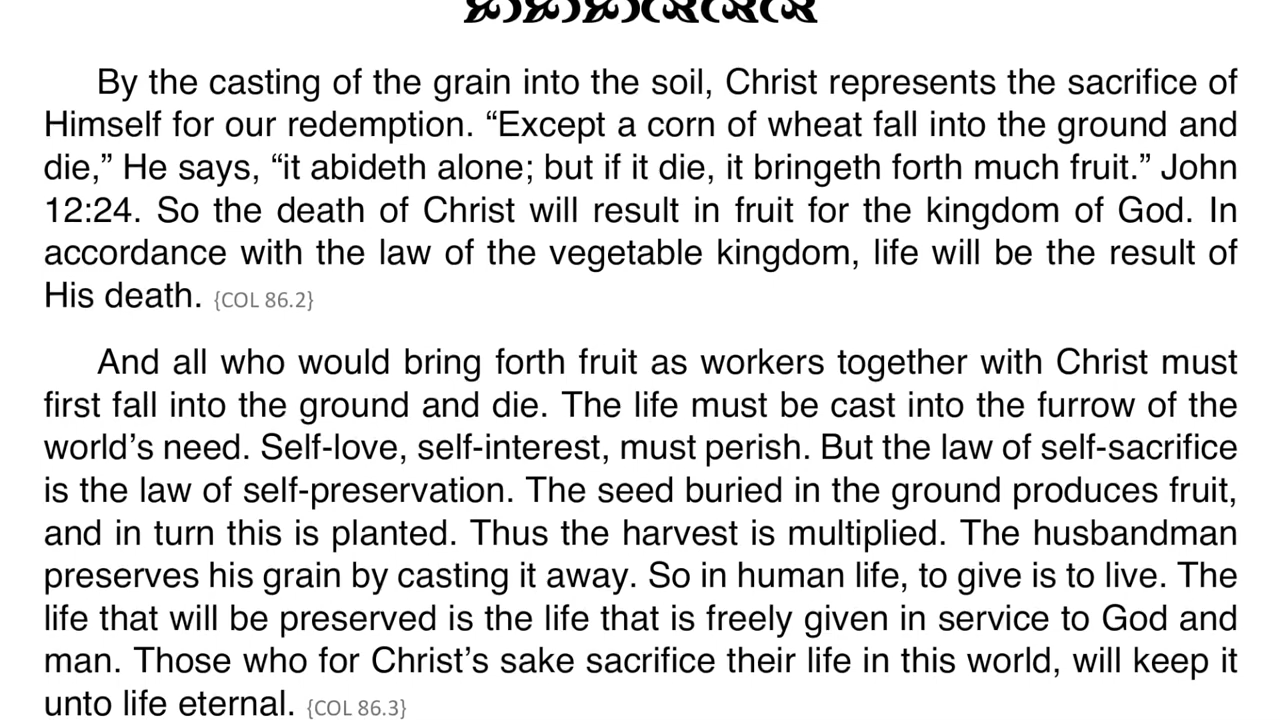 By the casting of the grain into the soil, Christ represents the sacrifice of
Himself for our redemption. “Except a corn of wheat fall into the ground and
die,” He says, “it abideth alone; but if it die, it bringeth forth much fruit.” John
12:24. So the death of Christ will result in fruit for the kingdom of God. In
accordance with the law of the vegetable kingdom, life will be the result of
His death. {COL 86.2}
And all who would bring forth fruit as workers together with Christ must
first fall into the ground and die. The life must be cast into the furrow of the
world’s need. Self-love, self-interest, must perish. But the law of self-sacrifice
is the law of self-preservation. The seed buried in the ground produces fruit,
and in turn this is planted. Thus the harvest is multiplied. The husbandman
preserves his grain by casting it away. So in human life, to give is to live. The
life that will be preserved is the life that is freely given in service to God and
man. Those who for Christ’s sake sacrifice their life in this world, will keep it
unto life eternal. {COL 86.3}